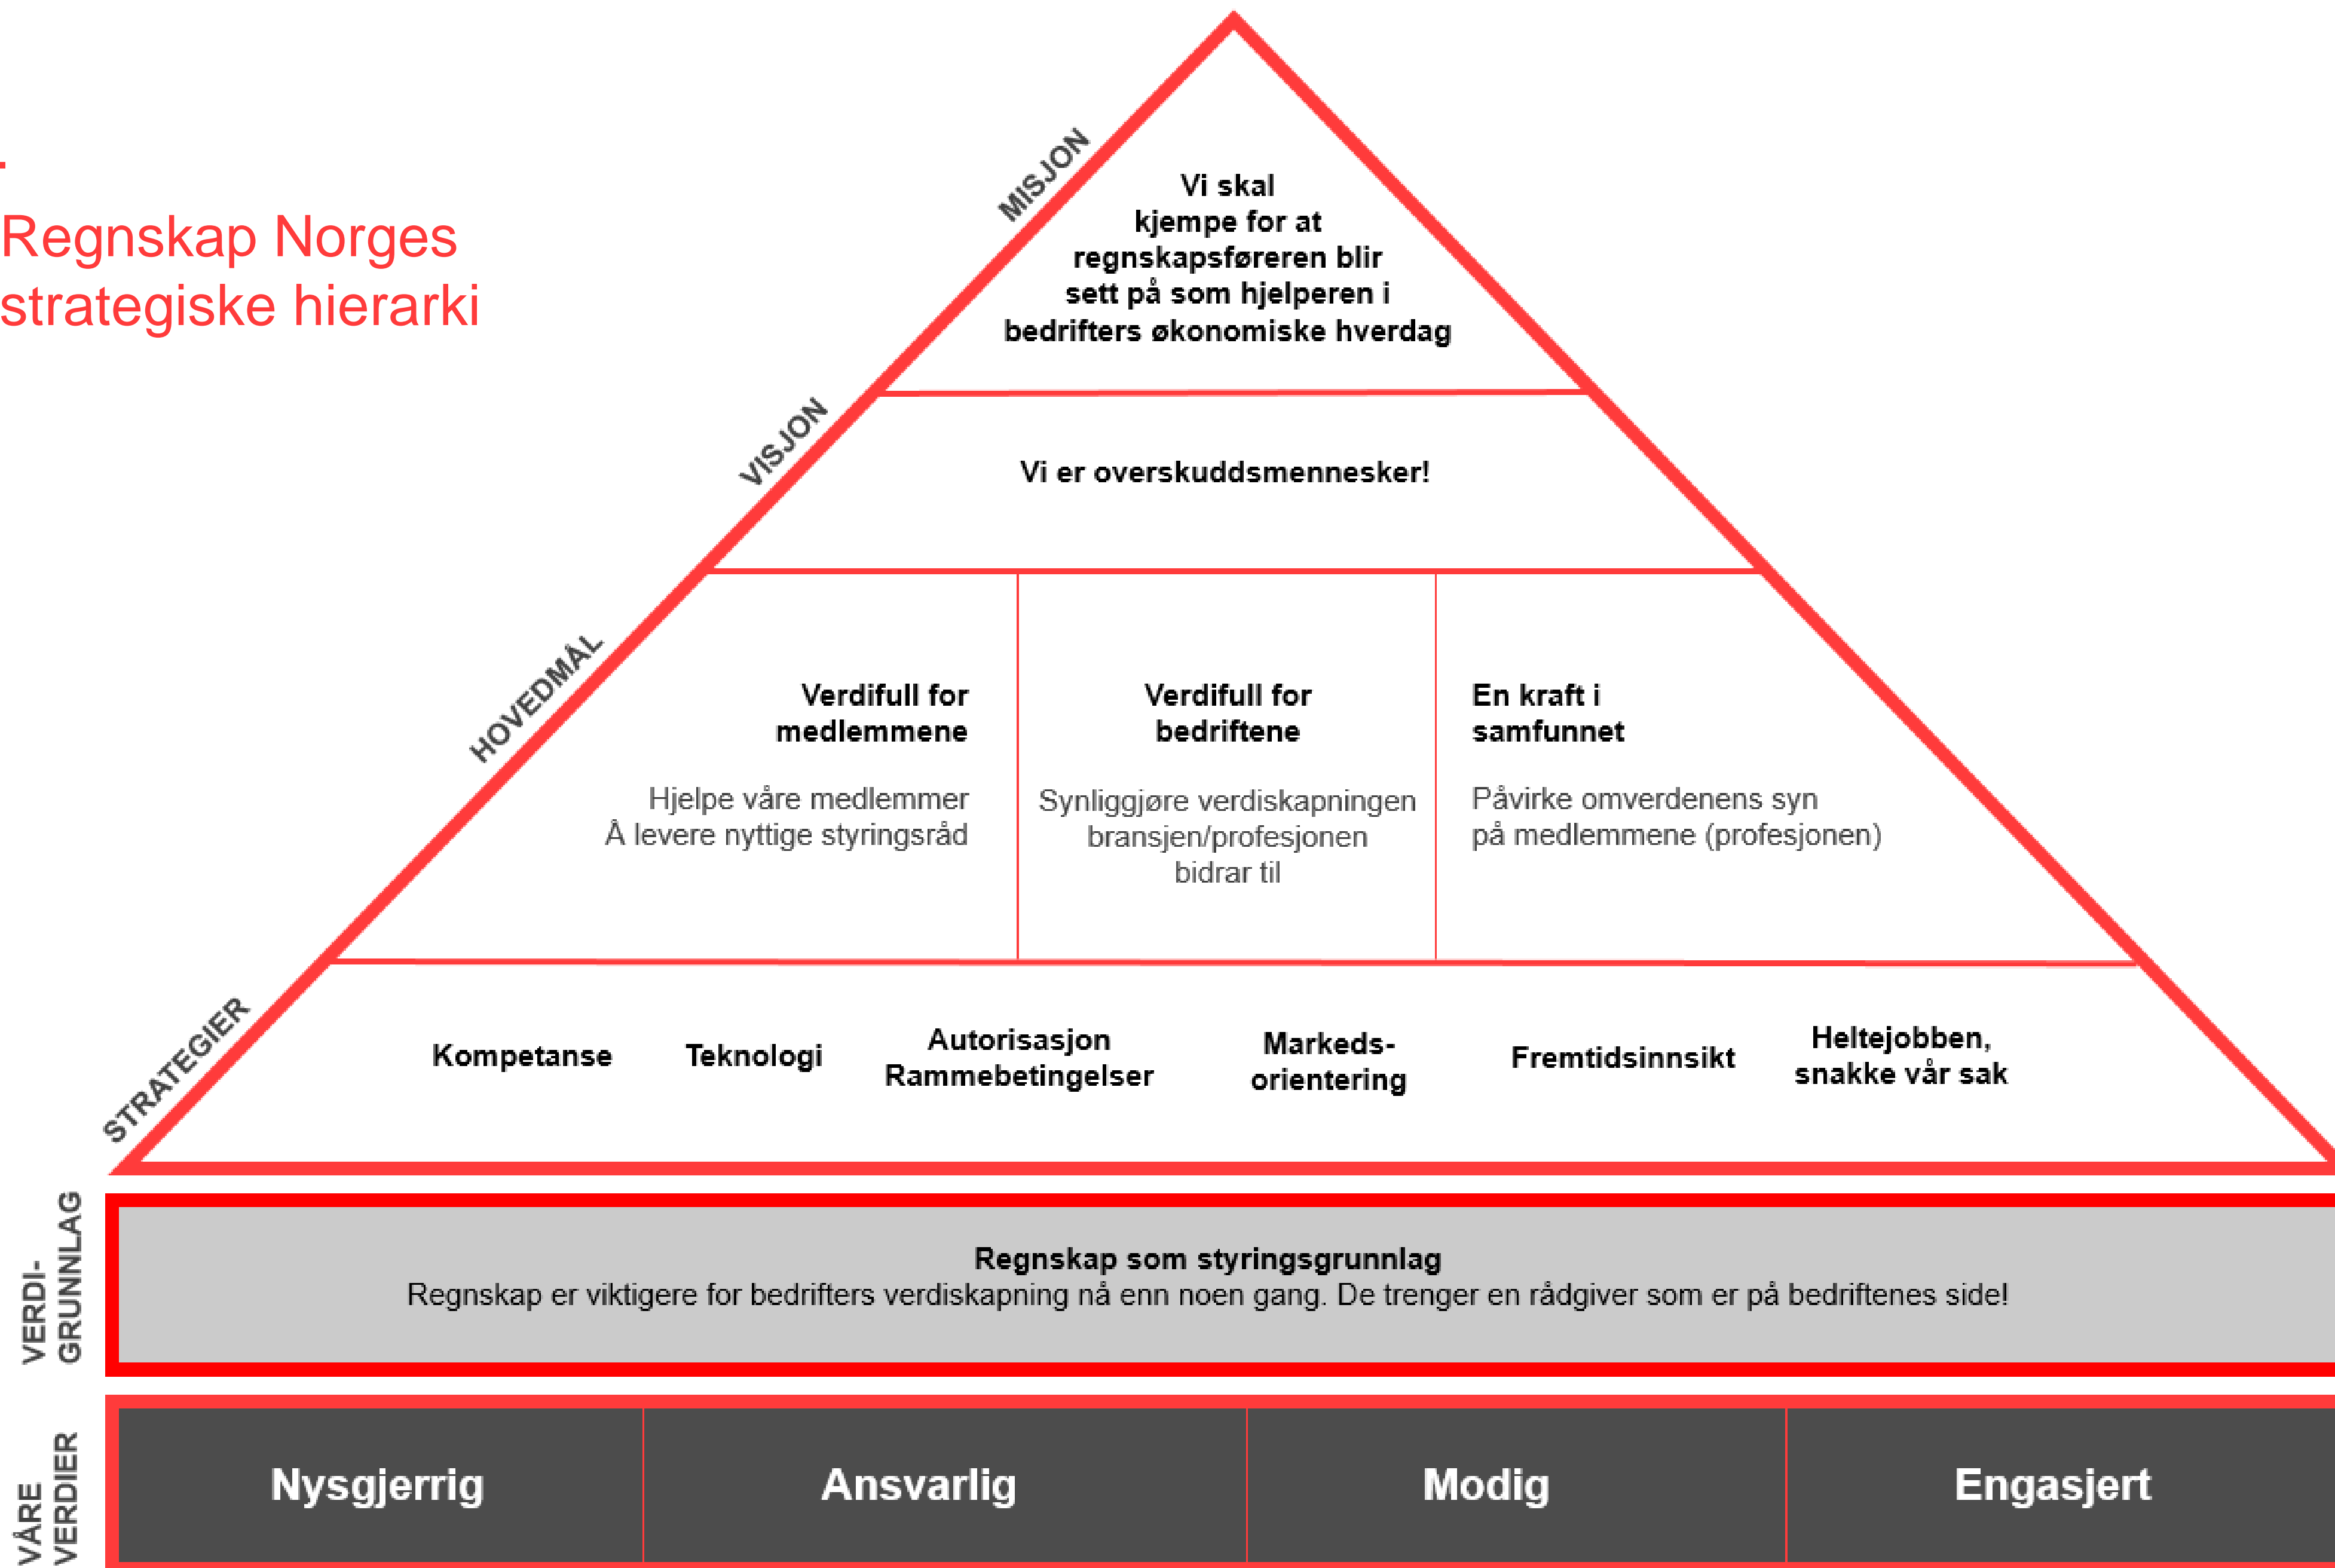 Regnskap Norges
strategiske hierarki
MISJON
Vi skal
kjempe for at
regnskapsføreren blir
sett på som hjelperen i
bedrifters økonomiske hverdag
VISJON
Vi er overskuddsmennesker!
HOVEDMÅL
Verdifull for
medlemmene
Hjelpe våre medlemmer
Å levere nyttige styringsråd
Verdifull for
bedriftene
Synliggjøre verdiskapningen
bransjen/profesjonen
bidrar til
En kraft i
samfunnet
Påvirke omverdenens syn
på medlemmene (profesjonen)
STRATEGIER
Kompetanse
Teknologi
Autorisasjon
Rammebetingelser
Markeds-
orientering
Fremtidsinnsikt
Heltejobben,
snakke vår sak
VERDI-
GRUNNLAG
Regnskap som styringsgrunnlag
Regnskap er viktigere for bedrifters verdiskapning nå enn noen gang. De trenger en rådgiver som er på bedriftenes side!
VÅRE
VERDIER
Nysgjerrig
Ansvarlig
Modig
Engasjert